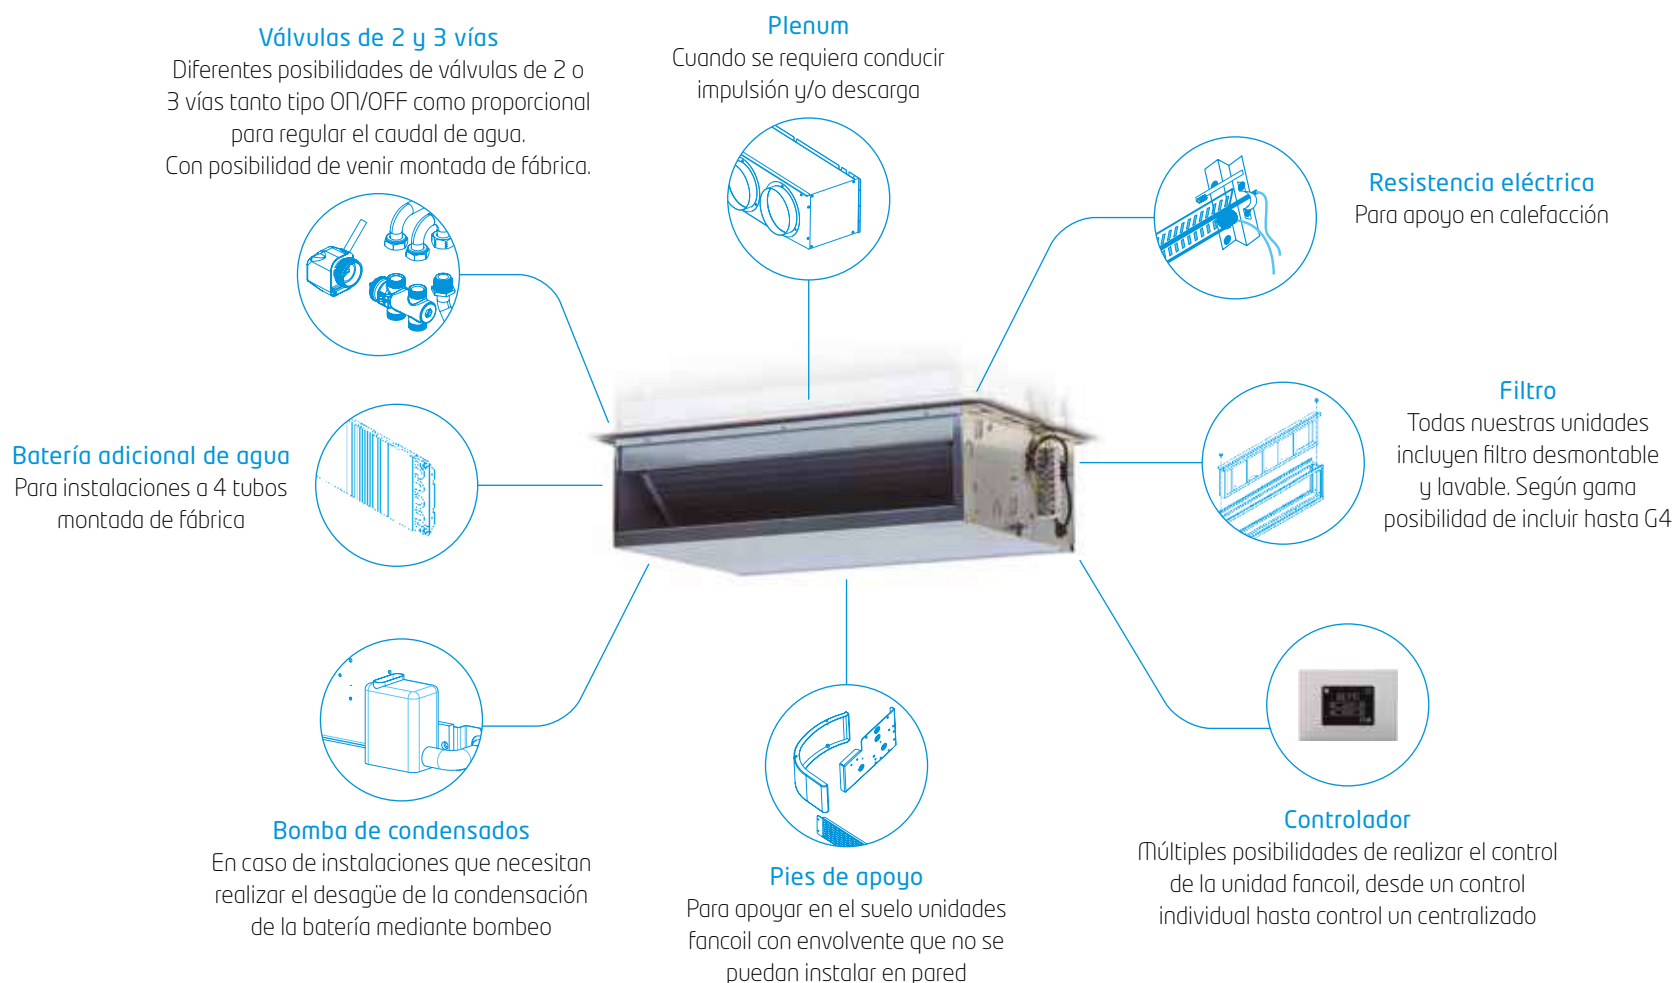 Válvulas de 2 y 3 vías
Diferentes posibilidades de válvulas de 2 o
3 vías tanto tipo ON/OFF como proporcional
para regular el caudal de agua.
Con posibilidad de venir montada de fábrica.
Plenum
Cuando se requiera conducir
impulsión y/o descarga
Resistencia eléctrica
Para apoyo en calefacción
Batería adicional de agua
Para instalaciones a 4 tubos
montada de fábrica
Filtro
Todas nuestras unidades
incluyen filtro desmontable
y lavable. Según gama
posibilidad de incluir hasta G4
Bomba de condensados
En caso de instalaciones que necesitan
realizar el desagüe de la condensación
de la batería mediante bombeo
Pies de apoyo
Para apoyar en el suelo unidades
fancoil con envolvente que no se
puedan instalar en pared
Controlador
Múltiples posibilidades de realizar el control
de la unidad fancoil, desde un control
individual hasta control un centralizado